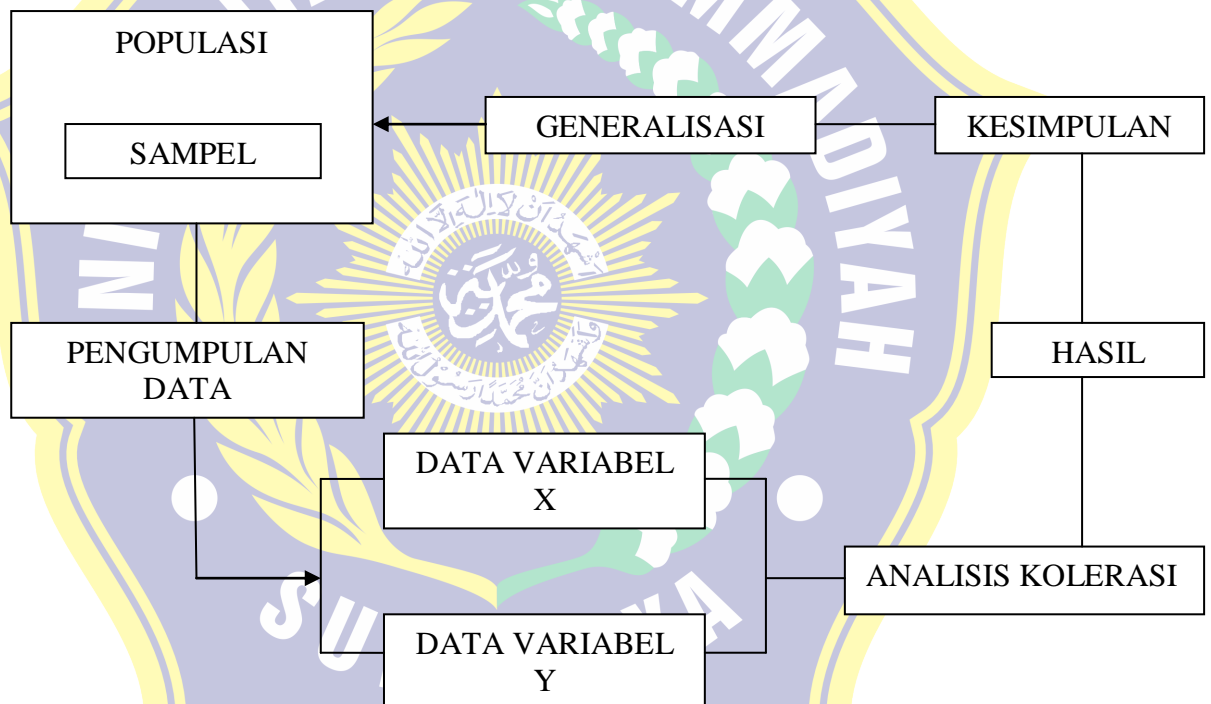 POPULASI
SAMPEL
GENERALISASI
KESIMPULAN
PENGUMPULAN
DATA
HASIL
DATA VARIABEL
X
ANALISIS KOLERASI
DATA VARIABEL
Y